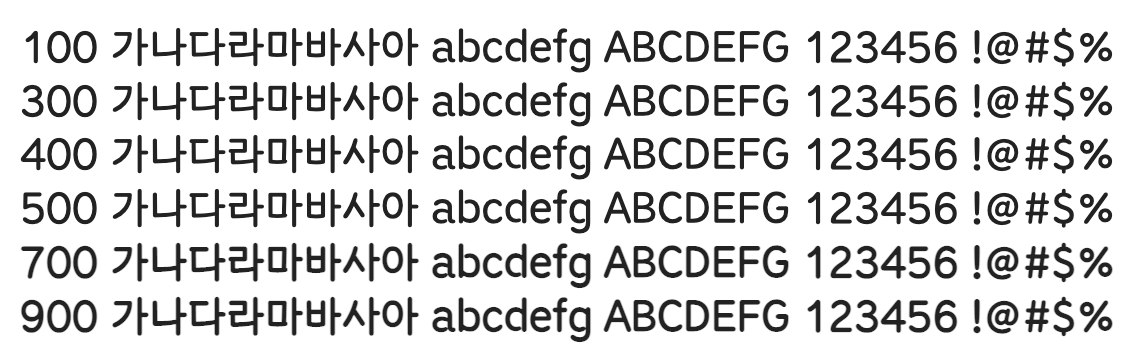 100 가나다라마바사아 abcdefg ABCDEFG 123456 !@#$%
300 가나다라마바사아 abcdefg ABCDEFG 123456 !@#$%
400 가나다라마바사아 abcdefg ABCDEFG 123456 !@#$%
500 가나다라마바사아 abcdefg ABCDEFG 123456 !@#$%
700 가나다라마바사아 abcdefg ABCDEFG 123456 !@#$%
900 가나다라마바사아 abcdefg ABCDEFG 123456 !@#$%